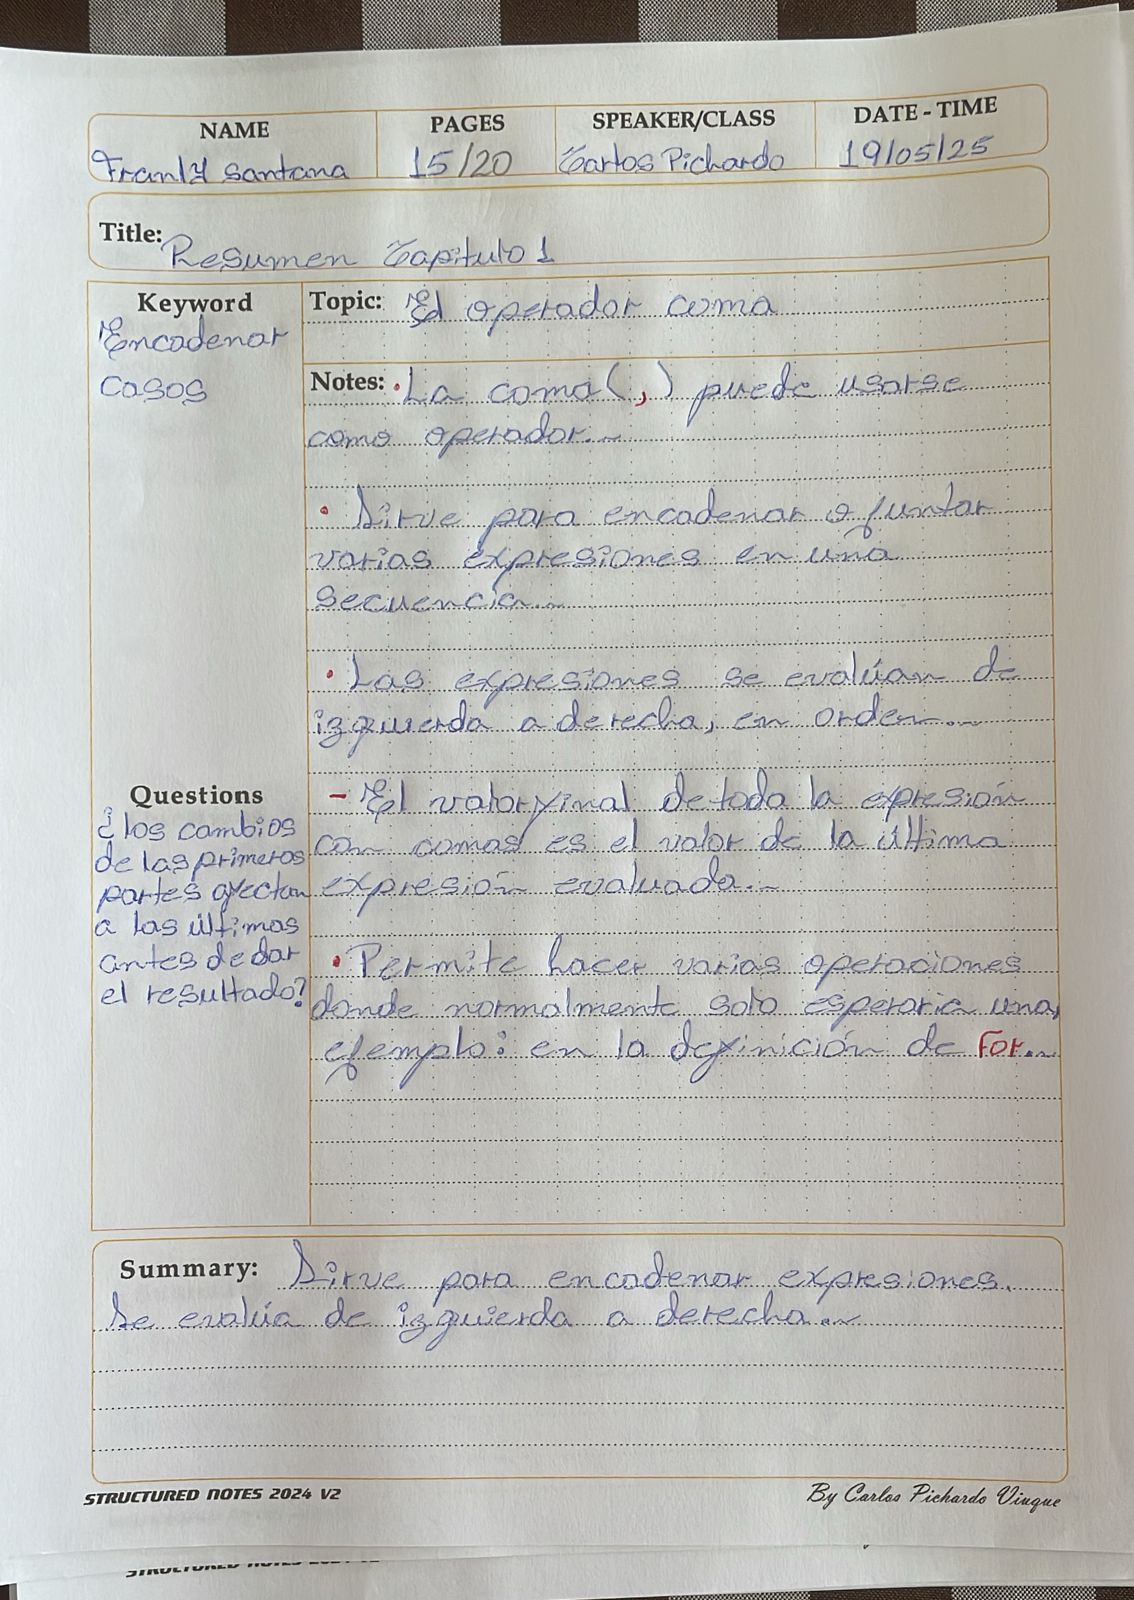 NAME PAGES SPEAKER/CLASS DATE - TIME
Franly Santana 15/20 Carlos Pichardo 19/05/25
Title: Resumen Capitulo 1
Keyword
Encadenar
Casos
Topic: El operador coma
Notes: • La coma (,) puede usarse
como operador...
• Sirve para encadenar o juntar
varias expresiones en una
secuencia...
• Las expresiones se evalúan de
izquierda a derecha, en orden...
- El valor final de toda la expresión
con comas es el valor de la última
expresión evaluada...
• Permite hacer varias operaciones
donde normalmente solo esperaria una,
ejemplo: en la definición de For...
Questions
¿los cambios
de las primeros
partes afectan
a las últimas
antes de dar
el resultado?
Summary: Sirve para encadenar expresiones.
Se evalúa de izquierda a derecha...
STRUCTURED NOTES 2024 V2 By Carlos Pichardo Viuque